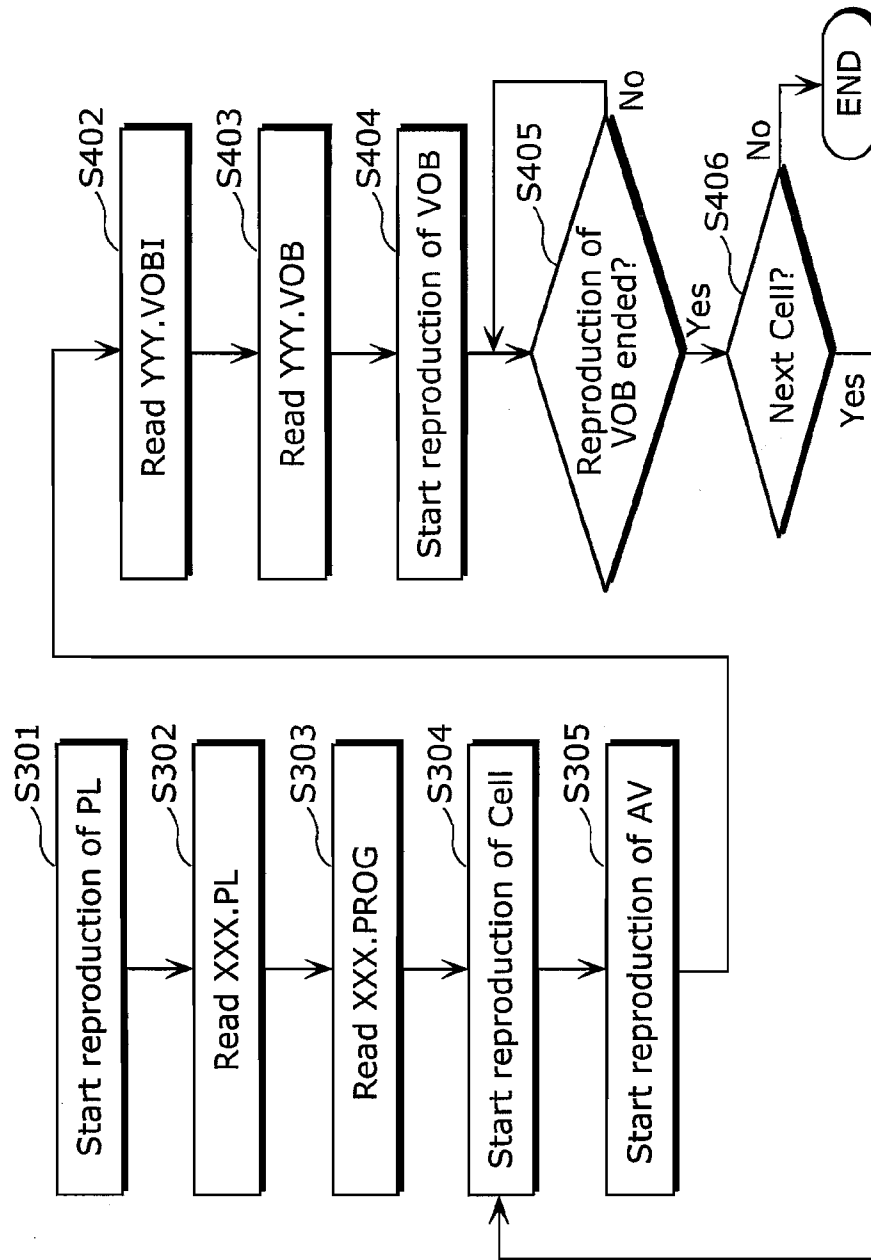 S301
Start reproduction of PL
S302
Read XXX.PL
S303
Read XXX.PROG
S304
Start reproduction of Cell
S305
Start reproduction of AV
S402
Read YYY.VOBI
S403
Read YYY.VOB
S404
Start reproduction of VOB
S405
Reproduction of
VOB ended?
No
Yes
S406
Next Cell?
No
Yes
END